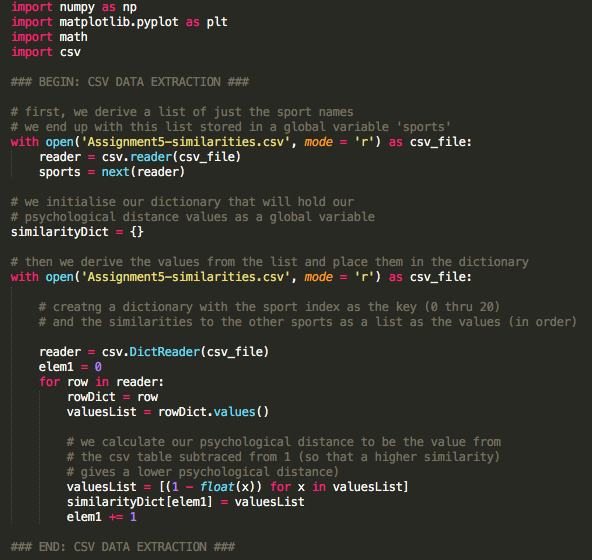 import numpy as np
import matplotlib.pyplot as plt
import math
import csv

### BEGIN: CSV DATA EXTRACTION ###

# first, we derive a list of just the sport names
# we end up with this list stored in a global variable 'sports'
with open('Assignment5-similarities.csv', mode = 'r') as csv_file:
    reader = csv.reader(csv_file)
    sports = next(reader)

# we initialise our dictionary that will hold our
# psychological distance values as a global variable
similarityDict = {}

# then we derive the values from the list and place them in the dictionary
with open('Assignment5-similarities.csv', mode = 'r') as csv_file:

    # creatng a dictionary with the sport index as the key (0 thru 20)
    # and the similarities to the other sports as a list as the values (in order)

    reader = csv.DictReader(csv_file)
    elem1 = 0
    for row in reader:
        rowDict = row
        valuesList = rowDict.values()

        # we calculate our psychological distance to be the value from
        # the csv table subtraced from 1 (so that a higher similarity)
        # gives a lower psychological distance)
        valuesList = [(1 - float(x)) for x in valuesList]
        similarityDict[elem1] = valuesList
        elem1 += 1

### END: CSV DATA EXTRACTION ###